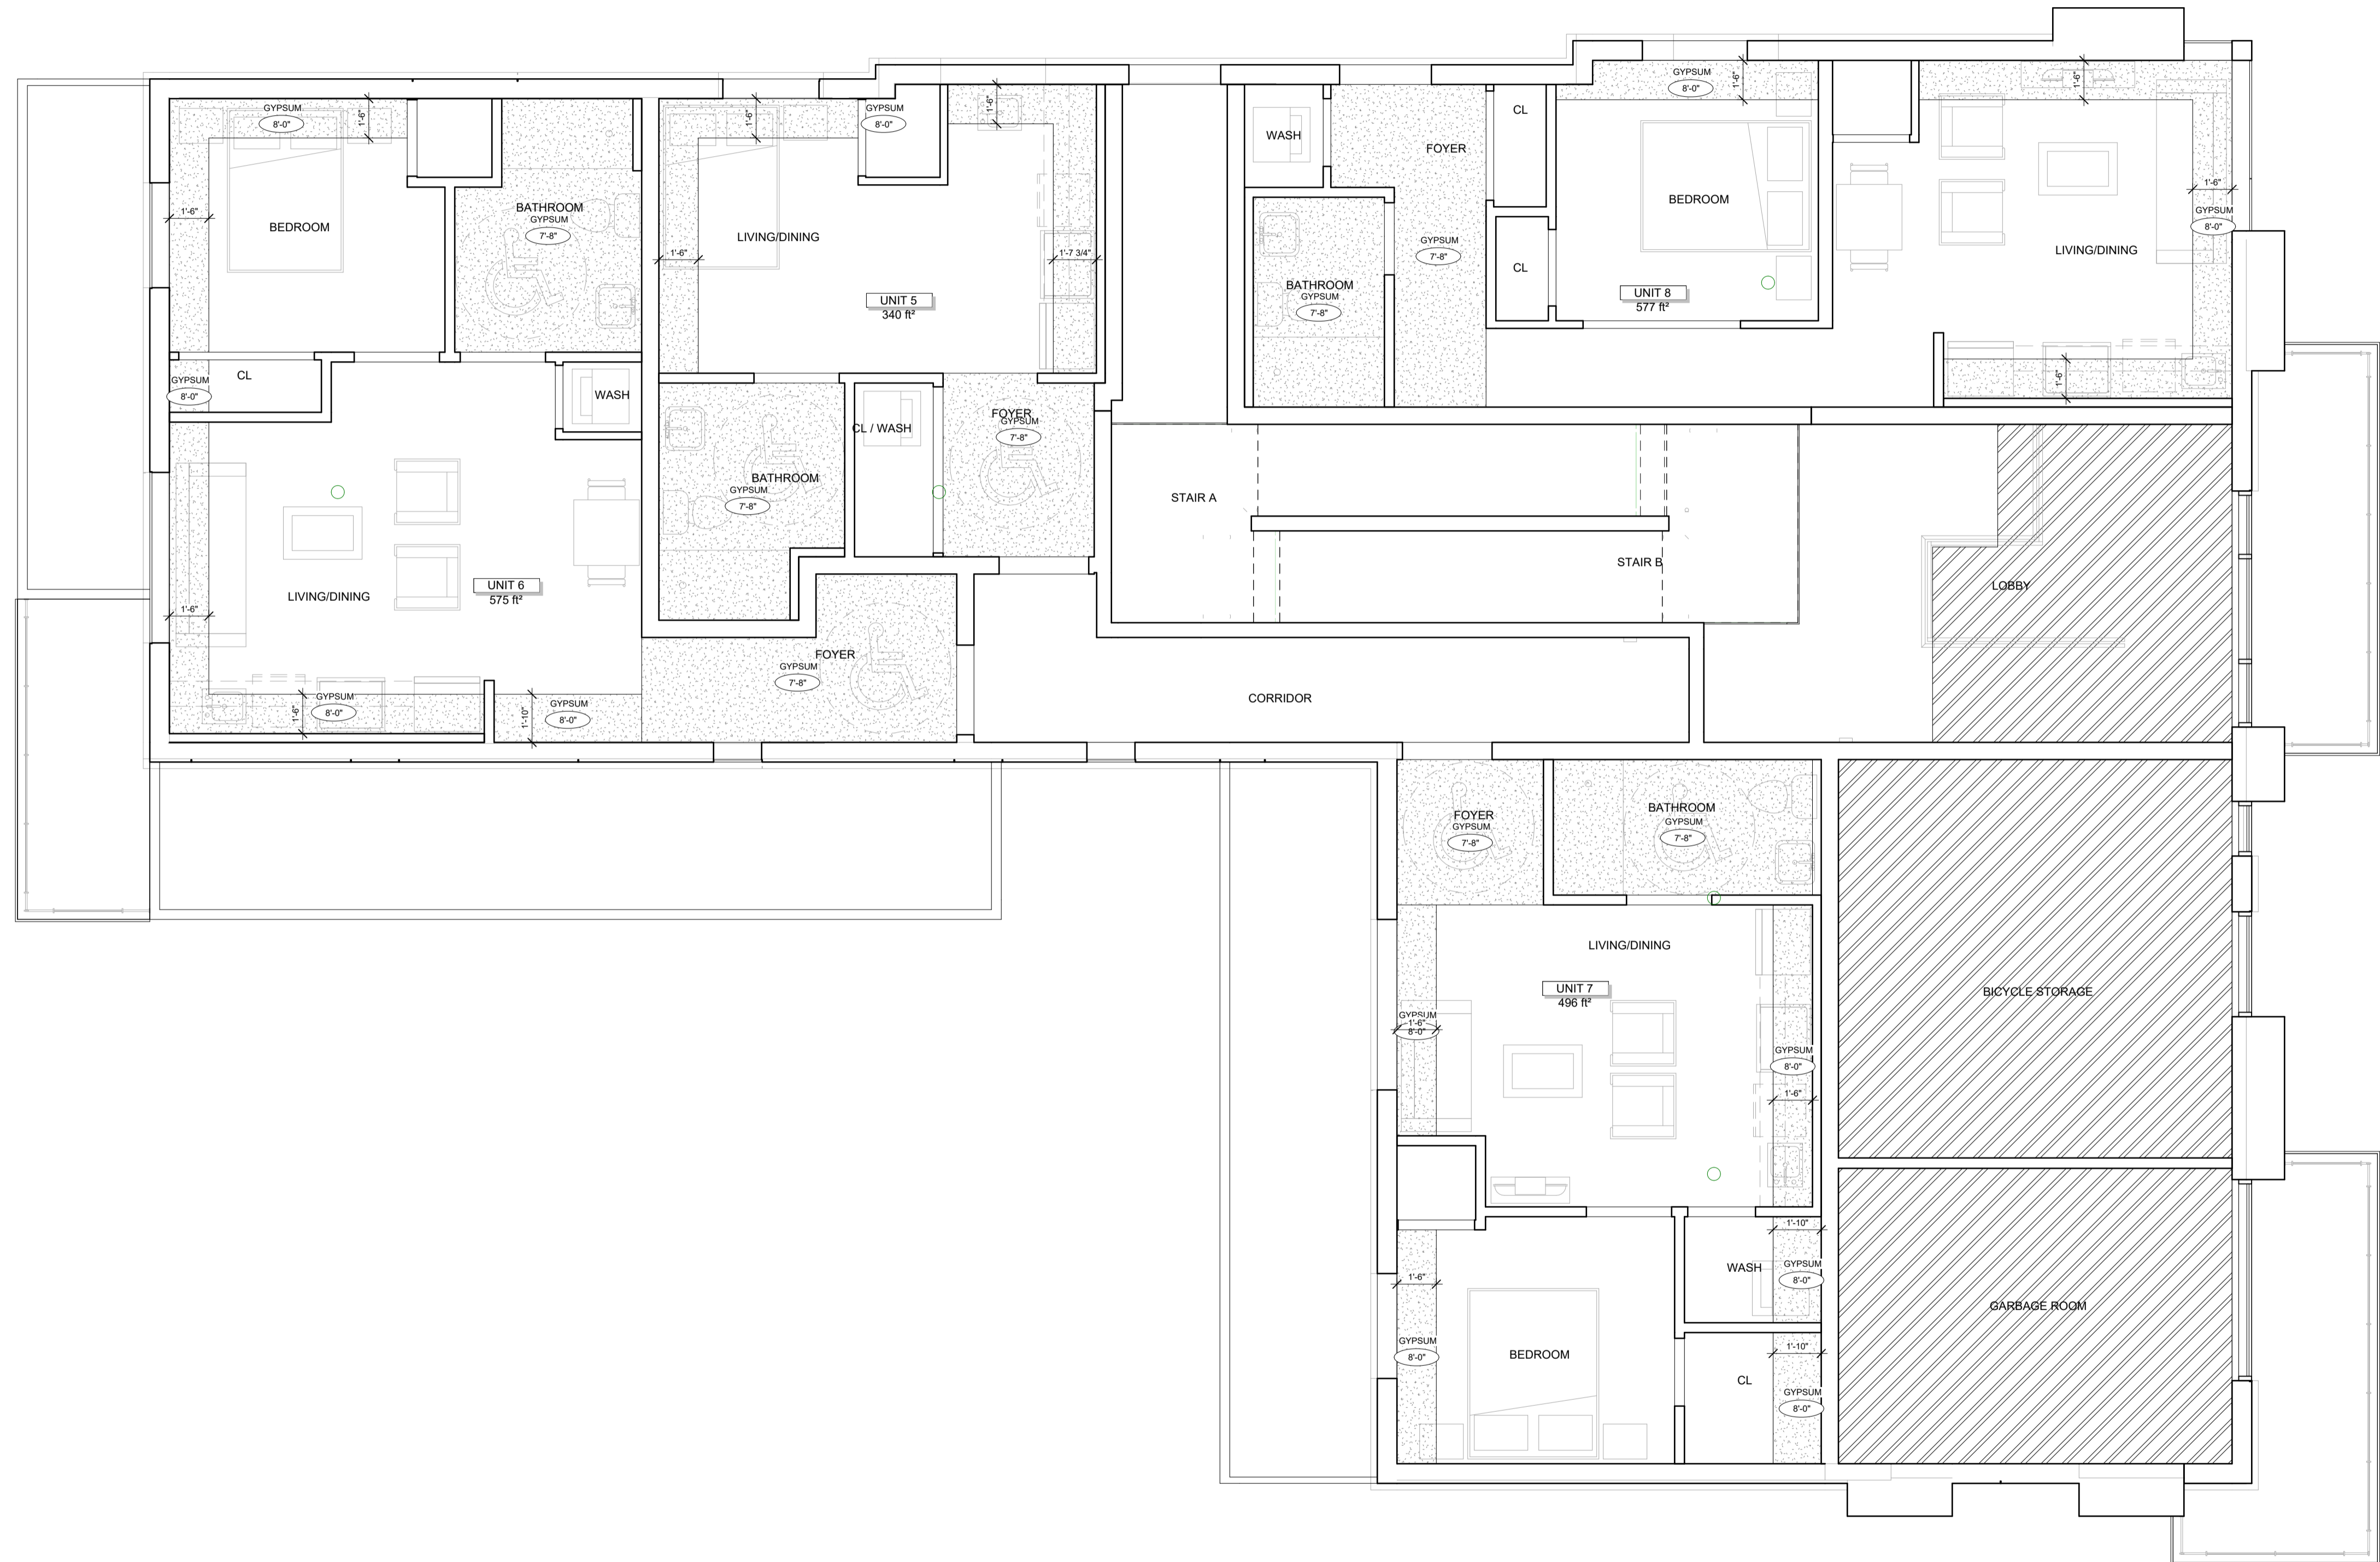 GYPSUM
8'-0"
1'-6"
1'-6"
BEDROOM
BATHROOM
GYPSUM
7'-8"
GYPSUM
8'-0"
CL
WASH
UNIT 6
575 ft²
LIVING/DINING
1'-6"
1'-6"
GYPSUM
8'-0"
1'-10"
GYPSUM
8'-0"
FOYER
GYPSUM
7'-8"
1'-6"
GYPSUM
8'-0"
1'-6"
LIVING/DINING
1'-6"
1'-7 3/4"
UNIT 5
340 ft²
CL / WASH
FOYER
GYPSUM
7'-8"
BATHROOM
GYPSUM
7'-8"
WASH
FOYER
CL
GYPSUM
8'-0"
1'-6"
BEDROOM
GYPSUM
7'-8"
CL
BATHROOM
GYPSUM
7'-8"
UNIT 8
577 ft²
1'-6"
1'-6"
GYPSUM
8'-0"
LIVING/DINING
1'-6"
STAIR A
STAIR B
LOBBY
CORRIDOR
FOYER
GYPSUM
7'-8"
BATHROOM
GYPSUM
7'-8"
LIVING/DINING
UNIT 7
496 ft²
GYPSUM
1'-6"
8'-0"
GYPSUM
8'-0"
1'-6"
1'-10"
WASH
GYPSUM
8'-0"
1'-6"
GYPSUM
8'-0"
BEDROOM
1'-10"
CL
GYPSUM
8'-0"
BICYCLE STORAGE
GARBAGE ROOM